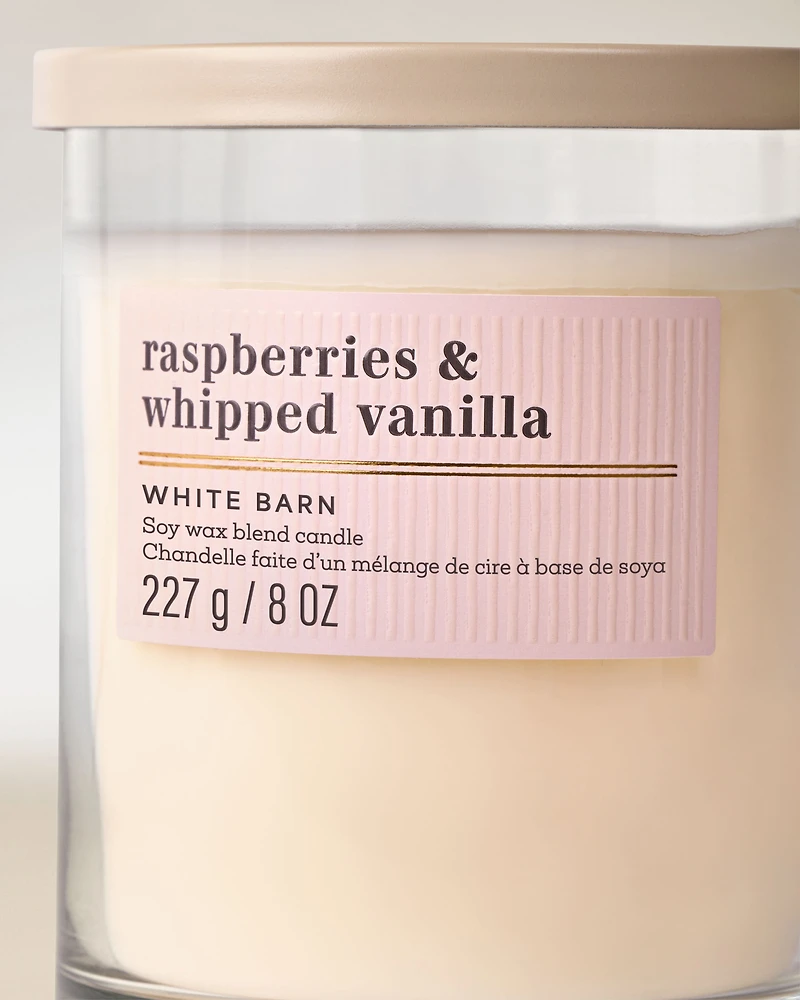 raspberries &
whipped vanilla
WHITE BARN
Soy wax blend candle
Chandelle faite d'un mélange de cire à base de soya
227 g / 8 OZ